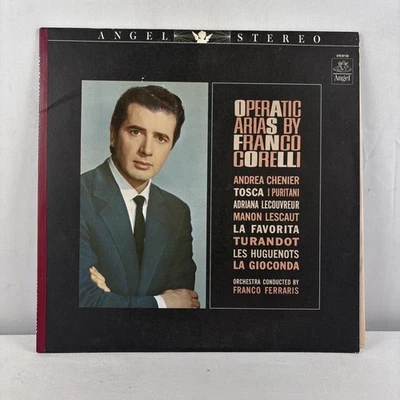 ANGEL STEREO
Angel
OPERATIC
ARIAS BY
FRANCO
CORELLI
ANDREA CHENIER
TOSCA I PURITANI
ADRIANA LECOUVREUR
MANON LESCAUT
LA FAVORITA
TURANDOT
LES HUGUENOTS
LA GIOCONDA
ORCHESTRA CONDUCTED BY
FRANCO FERRARIS